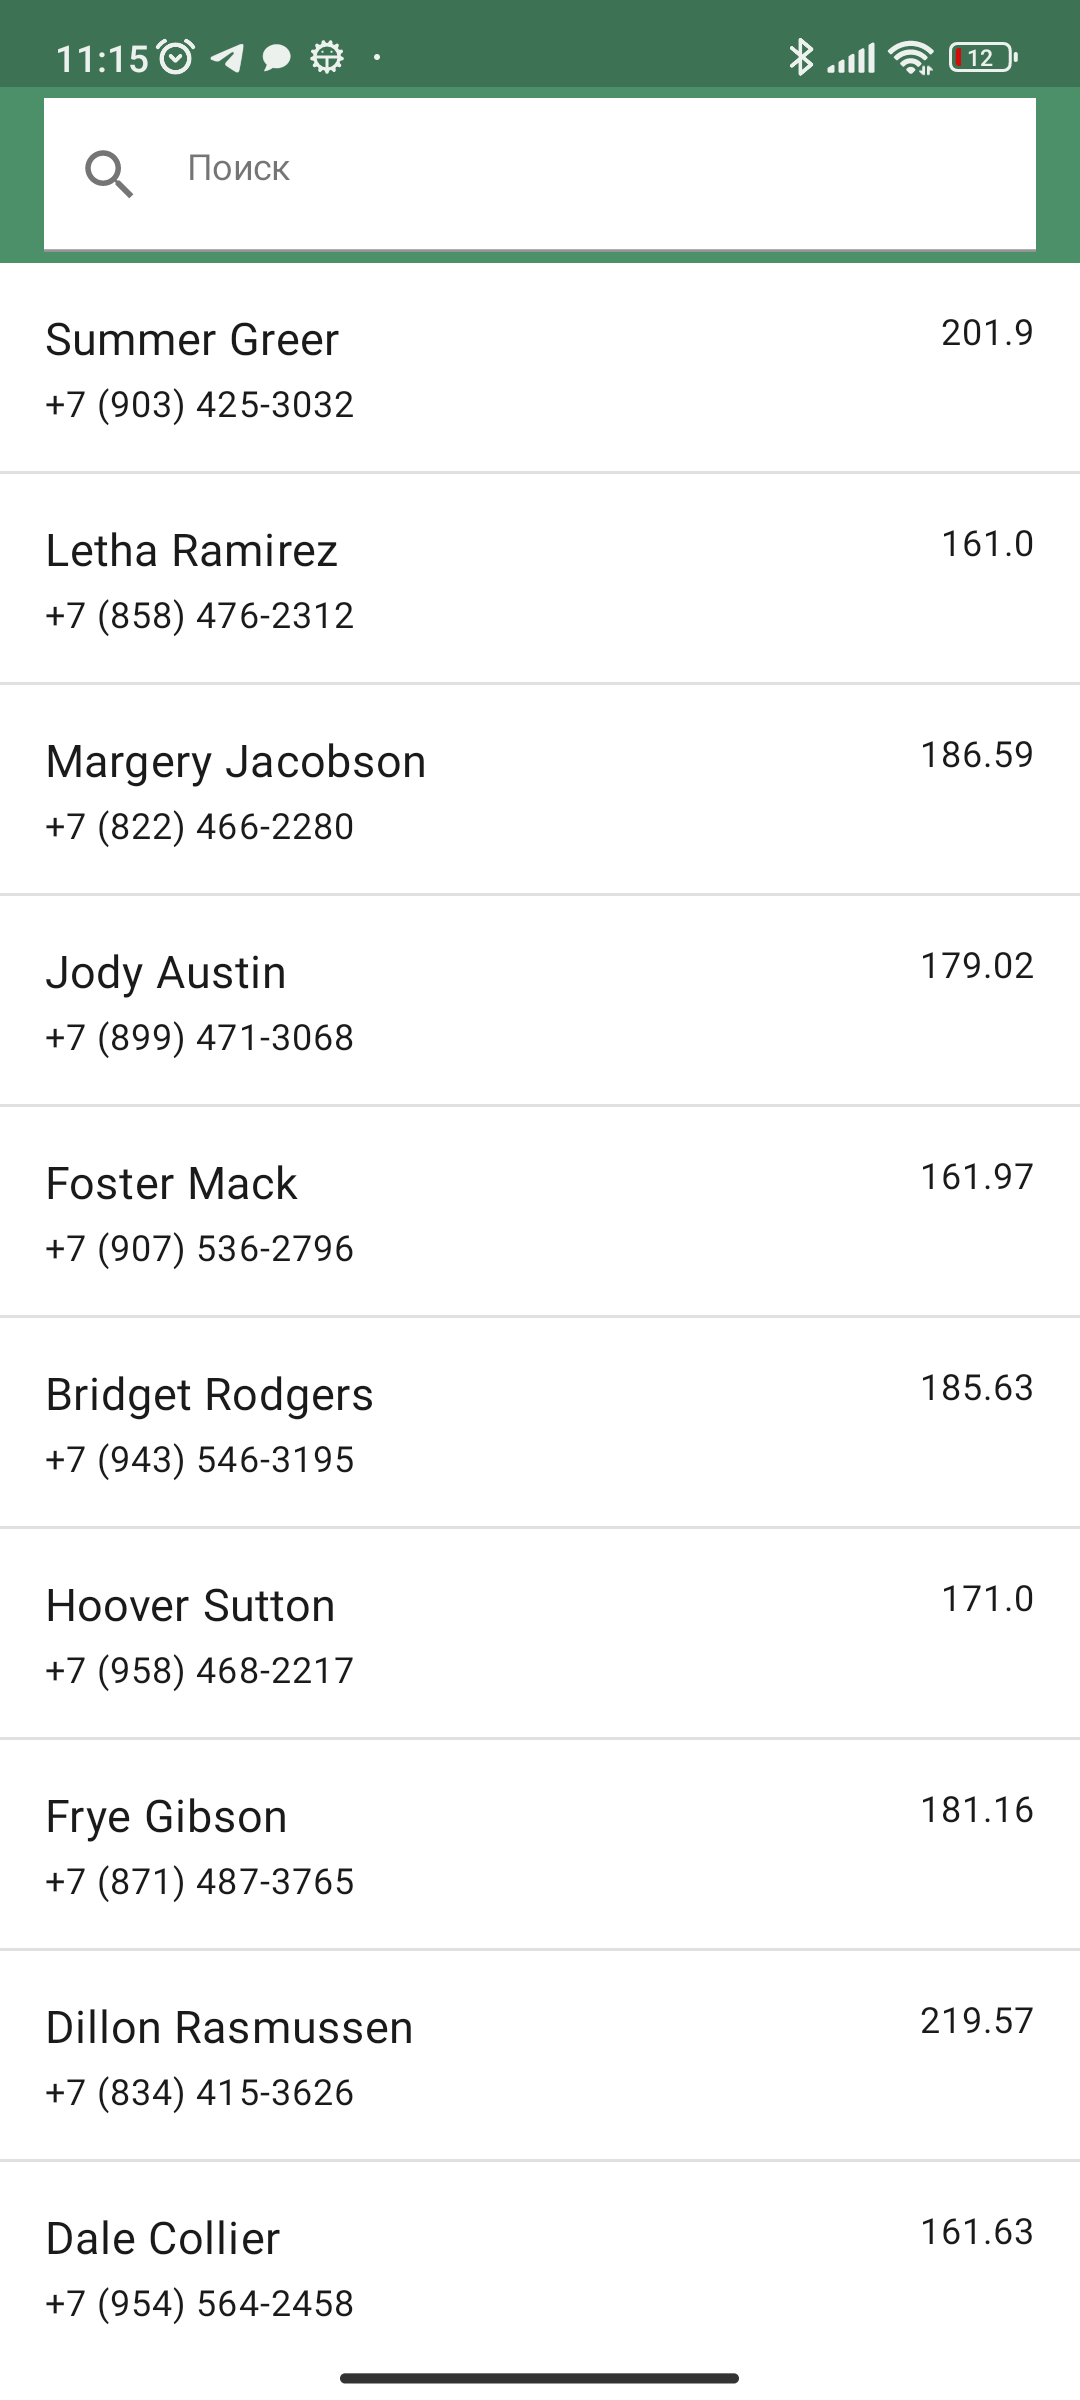 11:15
12
Поиск
Summer Greer 201.9
+7 (903) 425-3032
Letha Ramirez 161.0
+7 (858) 476-2312
Margery Jacobson 186.59
+7 (822) 466-2280
Jody Austin 179.02
+7 (899) 471-3068
Foster Mack 161.97
+7 (907) 536-2796
Bridget Rodgers 185.63
+7 (943) 546-3195
Hoover Sutton 171.0
+7 (958) 468-2217
Frye Gibson 181.16
+7 (871) 487-3765
Dillon Rasmussen 219.57
+7 (834) 415-3626
Dale Collier 161.63
+7 (954) 564-2458